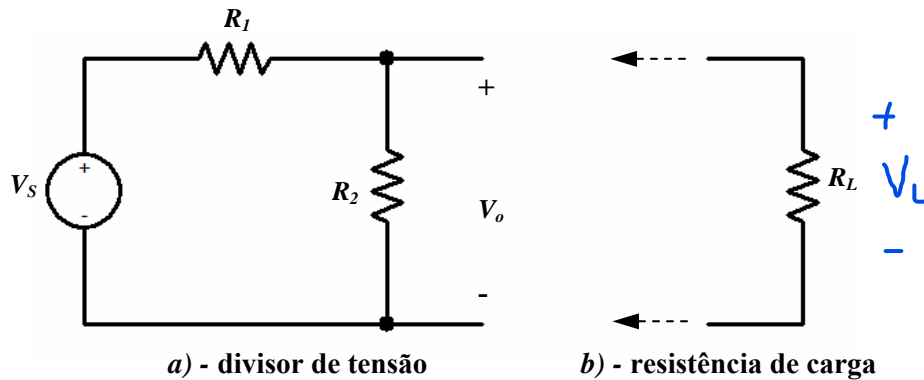 R1
+
+
VS
+
R2
RL
VL
Vo
-
-
-
a) - divisor de tensão
b) - resistência de carga